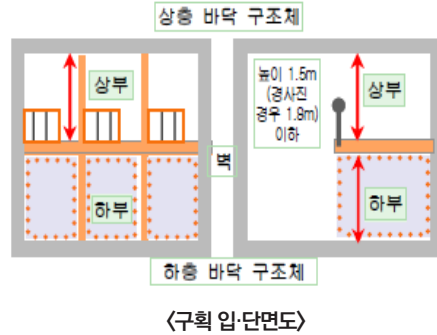 상층 바닥 구조체
상부
높이 1.5m
(경사진
경우 1.8m)
이하
상부
벽
하부
하부
하층 바닥 구조체
〈구획 입·단면도〉